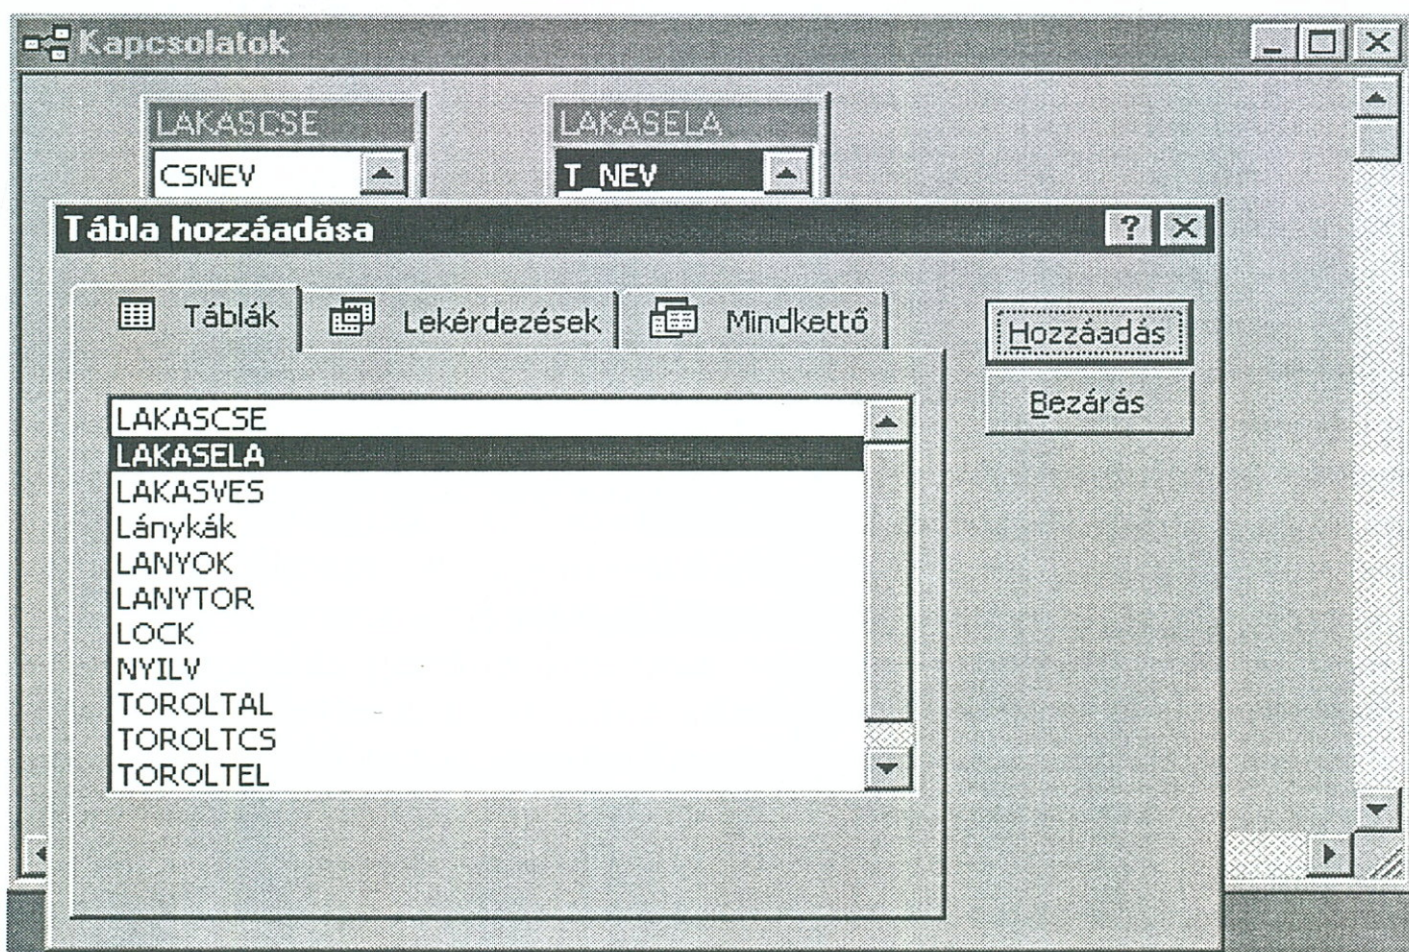 Kapcsolatok
LAKASCSE
LAKASELA
CSNEV
T_NEV
Tábla hozzáadása
Táblák
Lekérdezések
Mindkettő
Hozzáadás
Bezárás
LAKASCSE
LAKASELA
LAKASVES
Lánykák
LANYOK
LANYTOR
LOCK
NYILV
TOROLTAL
TOROLTCS
TOROLTEL